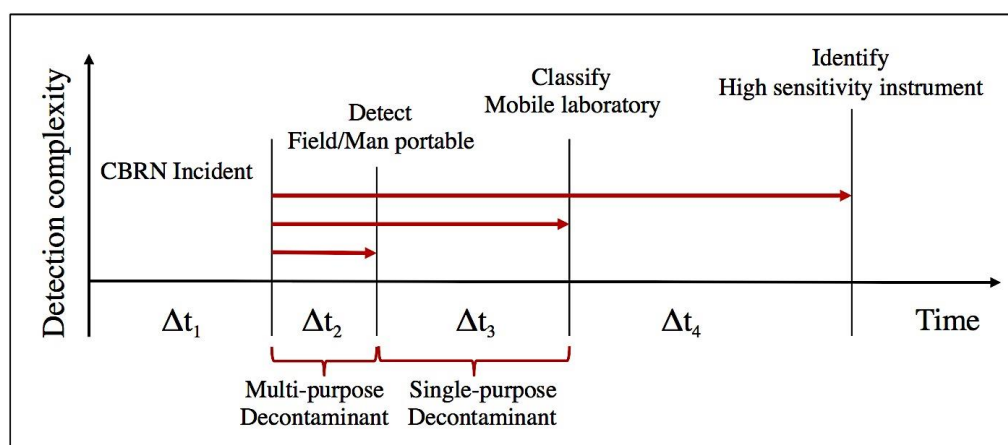 Identify
High sensitivity instrument
Classify
Mobile laboratory
Detect
Field/Man portable
CBRN Incident
Detection complexity
Δt₁
Δt₂
Δt₃
Δt₄
Time
Multi-purpose
Decontaminant
Single-purpose
Decontaminant